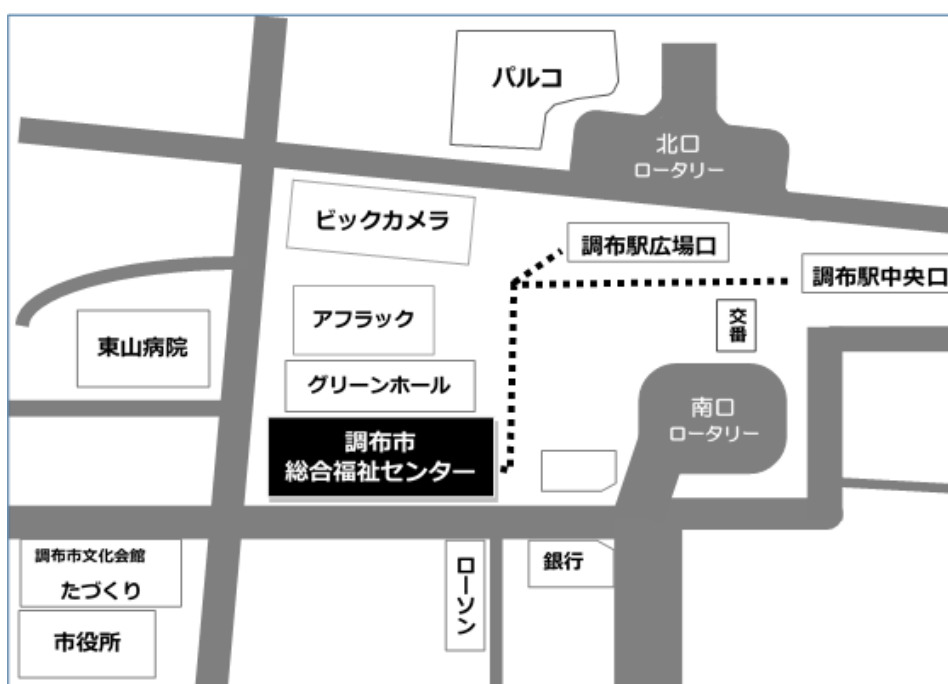 パルコ
北口
ロータリー
ビックカメラ
調布駅広場口
調布駅中央口
アフラック
交番
東山病院
グリーンホール
南口
ロータリー
調布市
総合福祉センター
調布市文化会館
たづくり
ローソン
銀行
市役所